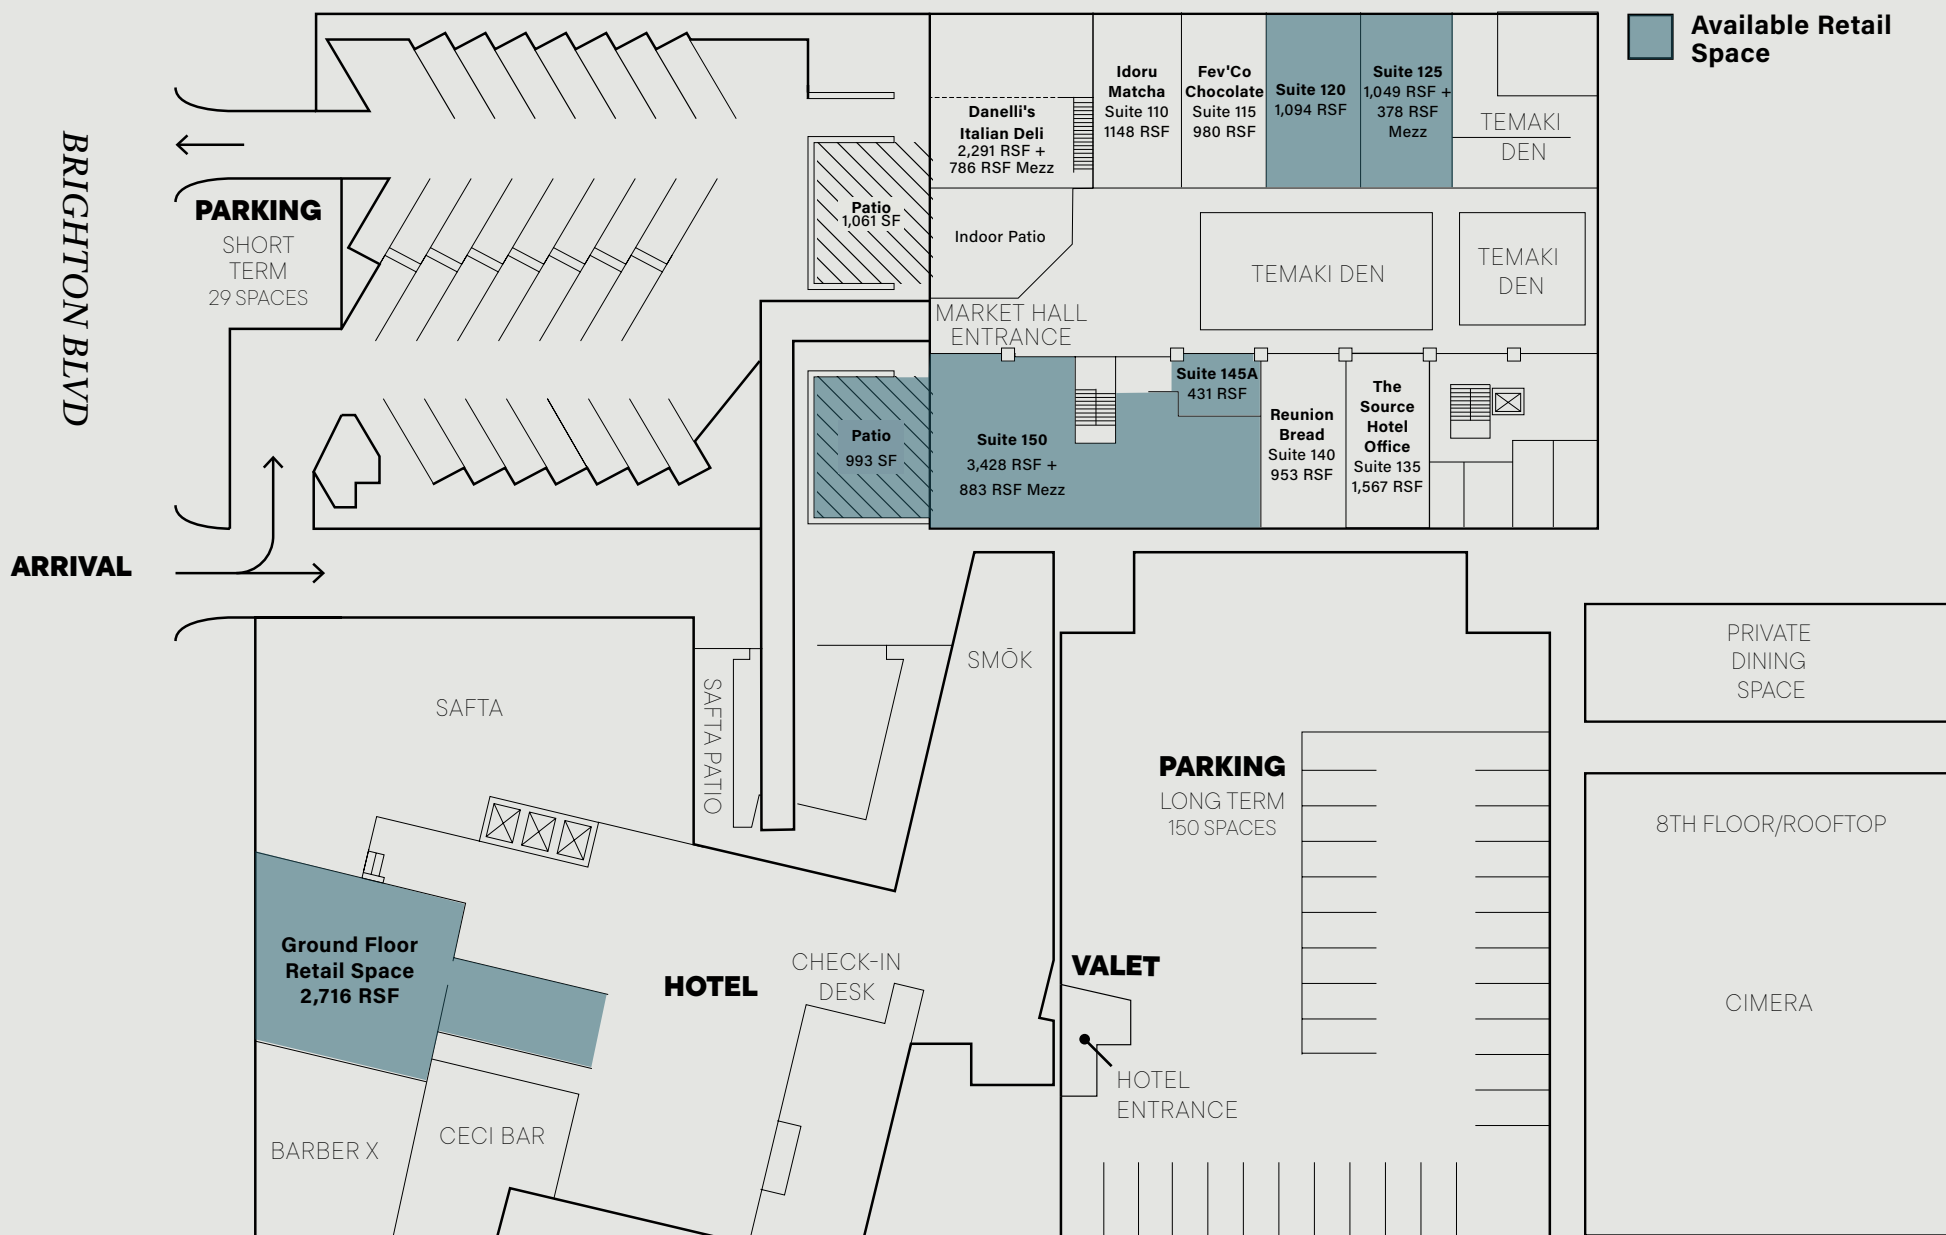 Available Retail
Space
BRIGHTON BLVD
PARKING
SHORT
TERM
29 SPACES
Patio
1,061 SF
Danelli's
Italian Deli
2,291 RSF +
786 RSF Mezz
Idoru
Matcha
Suite 110
1148 RSF
Fev'Co
Chocolate
Suite 115
980 RSF
Suite 120
1,094 RSF
Suite 125
1,049 RSF +
378 RSF
Mezz
TEMAKI
DEN
Indoor Patio
TEMAKI DEN
TEMAKI
DEN
MARKET HALL
ENTRANCE
Patio
993 SF
Suite 150
3,428 RSF +
883 RSF Mezz
Suite 145A
431 RSF
Reunion
Bread
Suite 140
953 RSF
The
Source
Hotel
Office
Suite 135
1,567 RSF
ARRIVAL
SAFTA
SAFTA PATIO
SMŌK
PRIVATE
DINING
SPACE
PARKING
LONG TERM
150 SPACES
8TH FLOOR/ROOFTOP
CIMERA
Ground Floor
Retail Space
2,716 RSF
HOTEL
CHECK-IN
DESK
VALET
HOTEL
ENTRANCE
BARBER X
CECI BAR